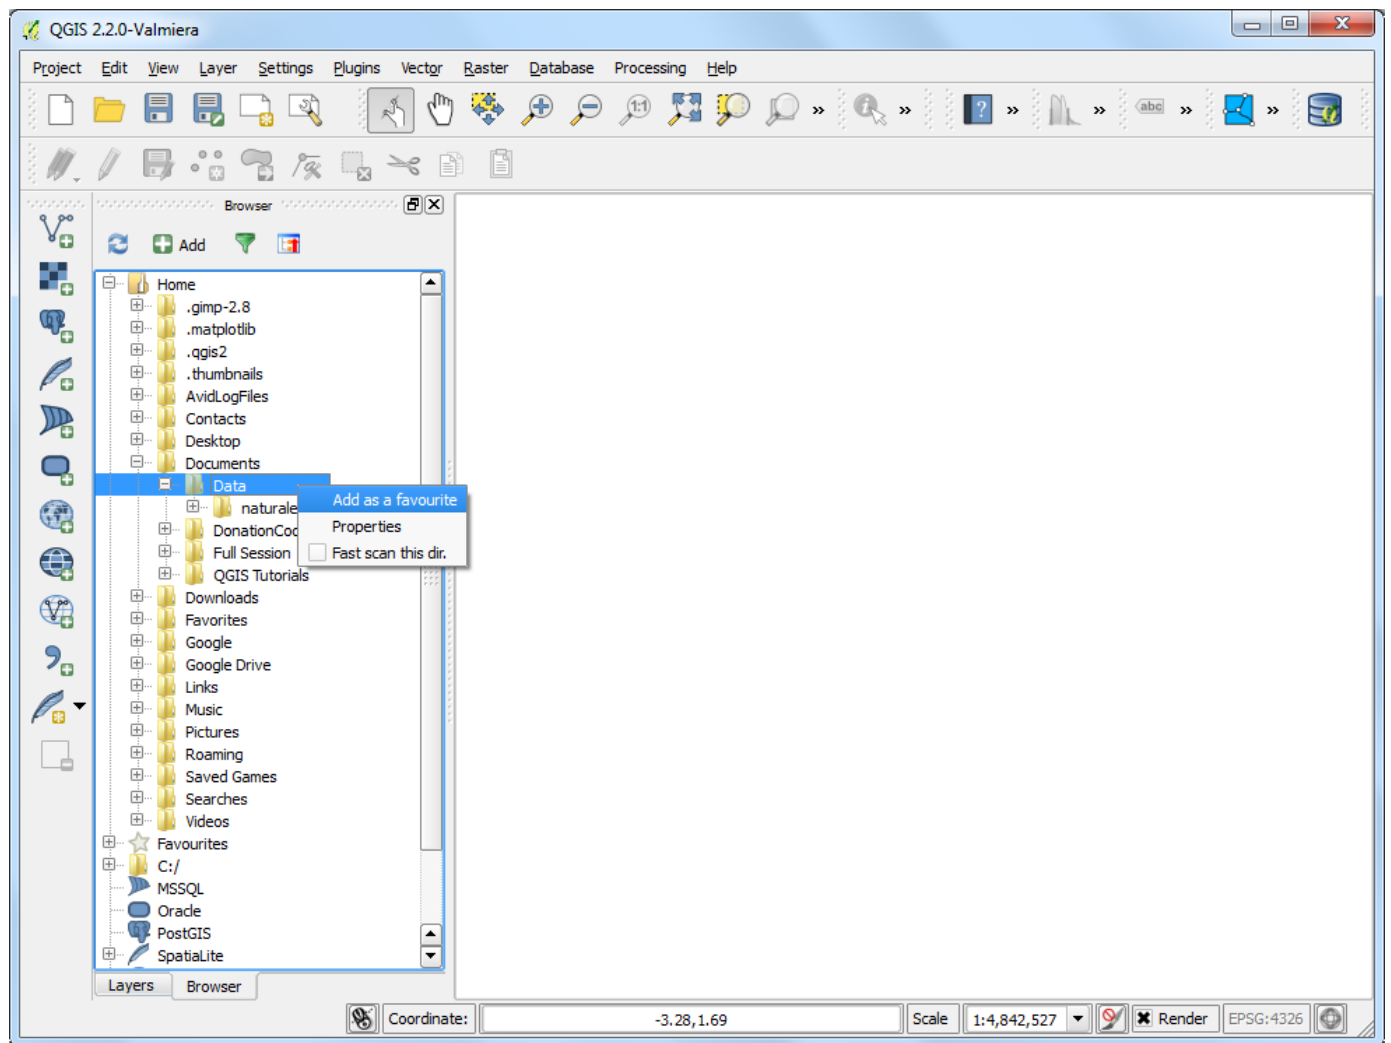 QGIS 2.2.0-Valmiera
Project Edit View Layer Settings Plugins Vector Raster Database Processing Help
1:1 » » ? » » abc » »
Browser
Add
Home
.gimp-2.8
.matplotlib
.qgis2
.thumbnails
AvidLogFiles
Contacts
Desktop
Documents
Data
Add as a favourite
naturale
Properties
DonationCoc
Full Session
Fast scan this dir.
QGIS Tutorials
Downloads
Favorites
Google
Google Drive
Links
Music
Pictures
Roaming
Saved Games
Searches
Videos
Favourites
C:/
MSSQL
Oracle
PostGIS
SpatiaLite
Layers Browser
Coordinate: -3.28,1.69 Scale 1:4,842,527 Render EPSG:4326